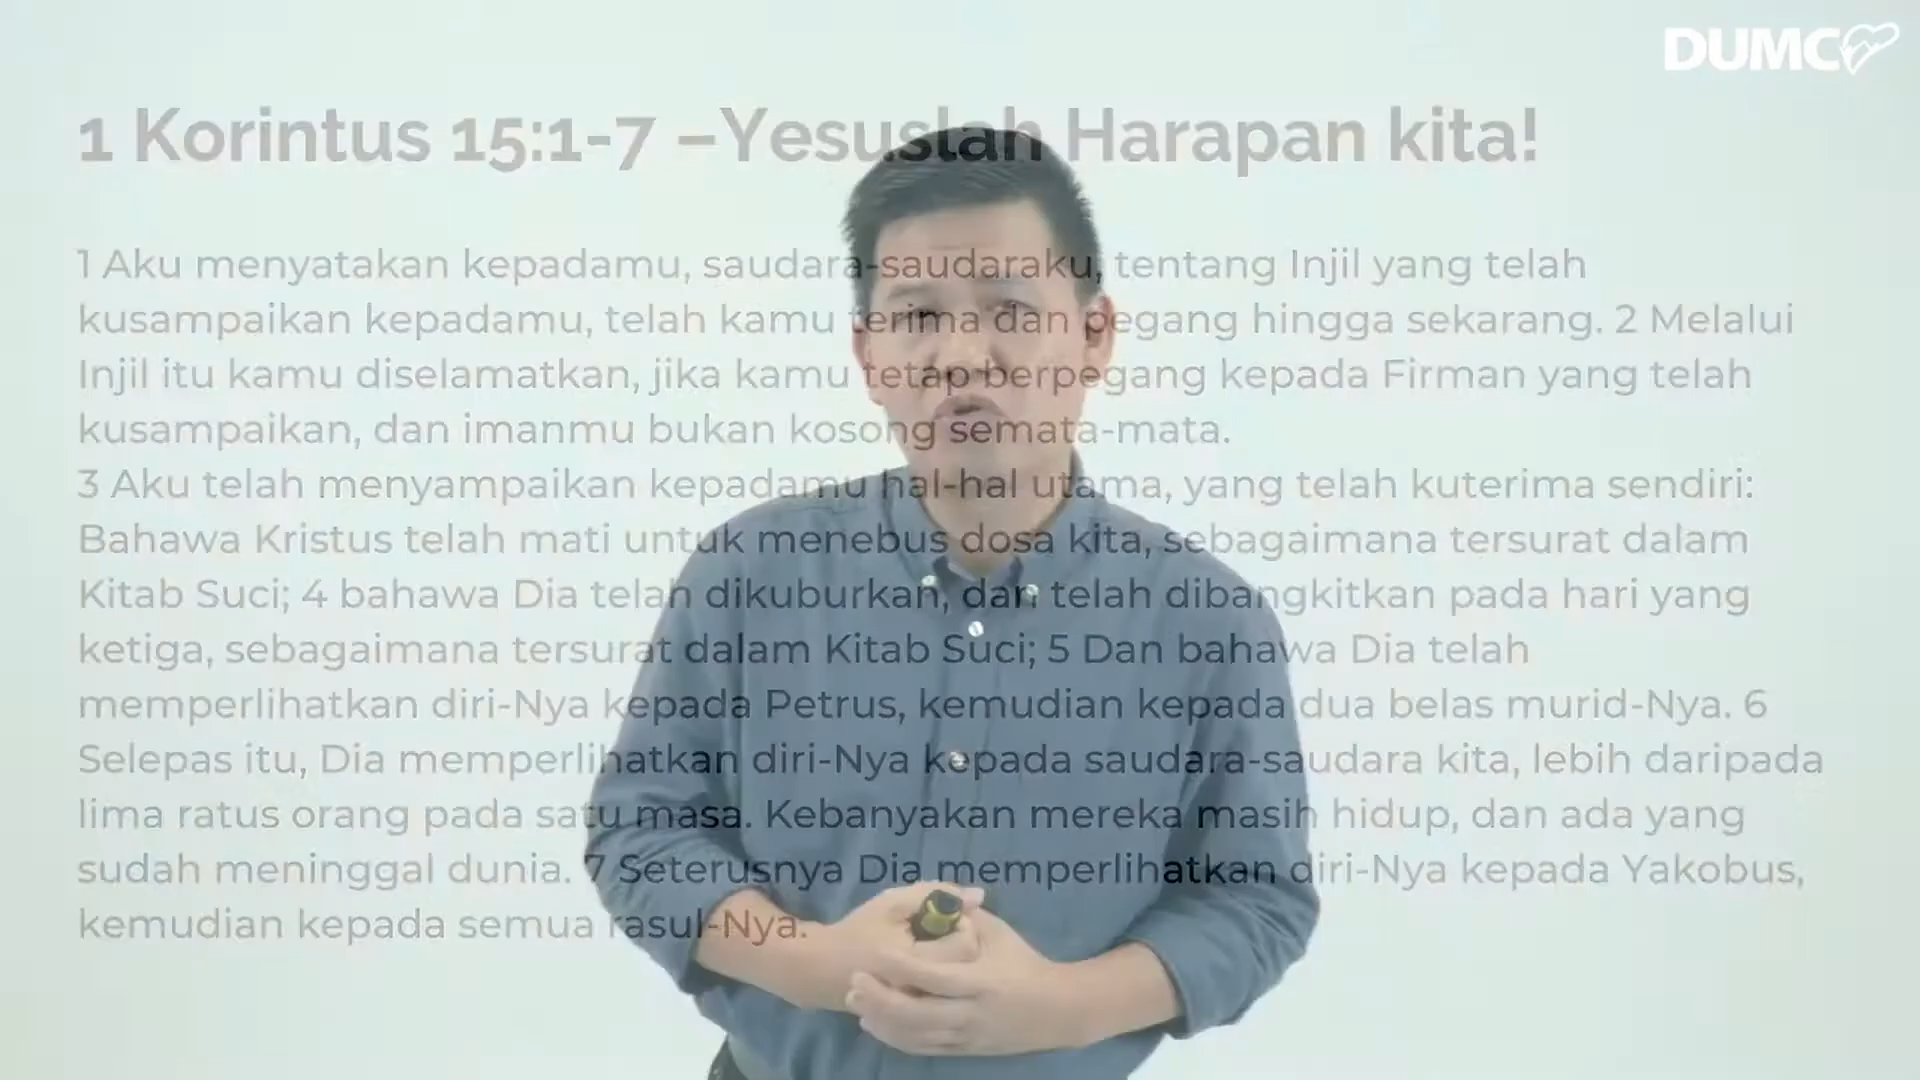 DUMC
1 Korintus 15:1-7 –Yesuslah Harapan kita!
1 Aku menyatakan kepadamu, saudara-saudaraku, tentang Injil yang telah
kusampaikan kepadamu, telah kamu terima dan pegang hingga sekarang. 2 Melalui
Injil itu kamu diselamatkan, jika kamu tetap berpegang kepada Firman yang telah
kusampaikan, dan imanmu bukan kosong semata-mata.
3 Aku telah menyampaikan kepadamu hal-hal utama, yang telah kuterima sendiri:
Bahawa Kristus telah mati untuk menebus dosa kita, sebagaimana tersurat dalam
Kitab Suci; 4 bahawa Dia telah dikuburkan, dan telah dibangkitkan pada hari yang
ketiga, sebagaimana tersurat dalam Kitab Suci; 5 Dan bahawa Dia telah
memperlihatkan diri-Nya kepada Petrus, kemudian kepada dua belas murid-Nya. 6
Selepas itu, Dia memperlihatkan diri-Nya kepada saudara-saudara kita, lebih daripada
lima ratus orang pada satu masa. Kebanyakan mereka masih hidup, dan ada yang
sudah meninggal dunia. 7 Seterusnya Dia memperlihatkan diri-Nya kepada Yakobus,
kemudian kepada semua rasul-Nya.